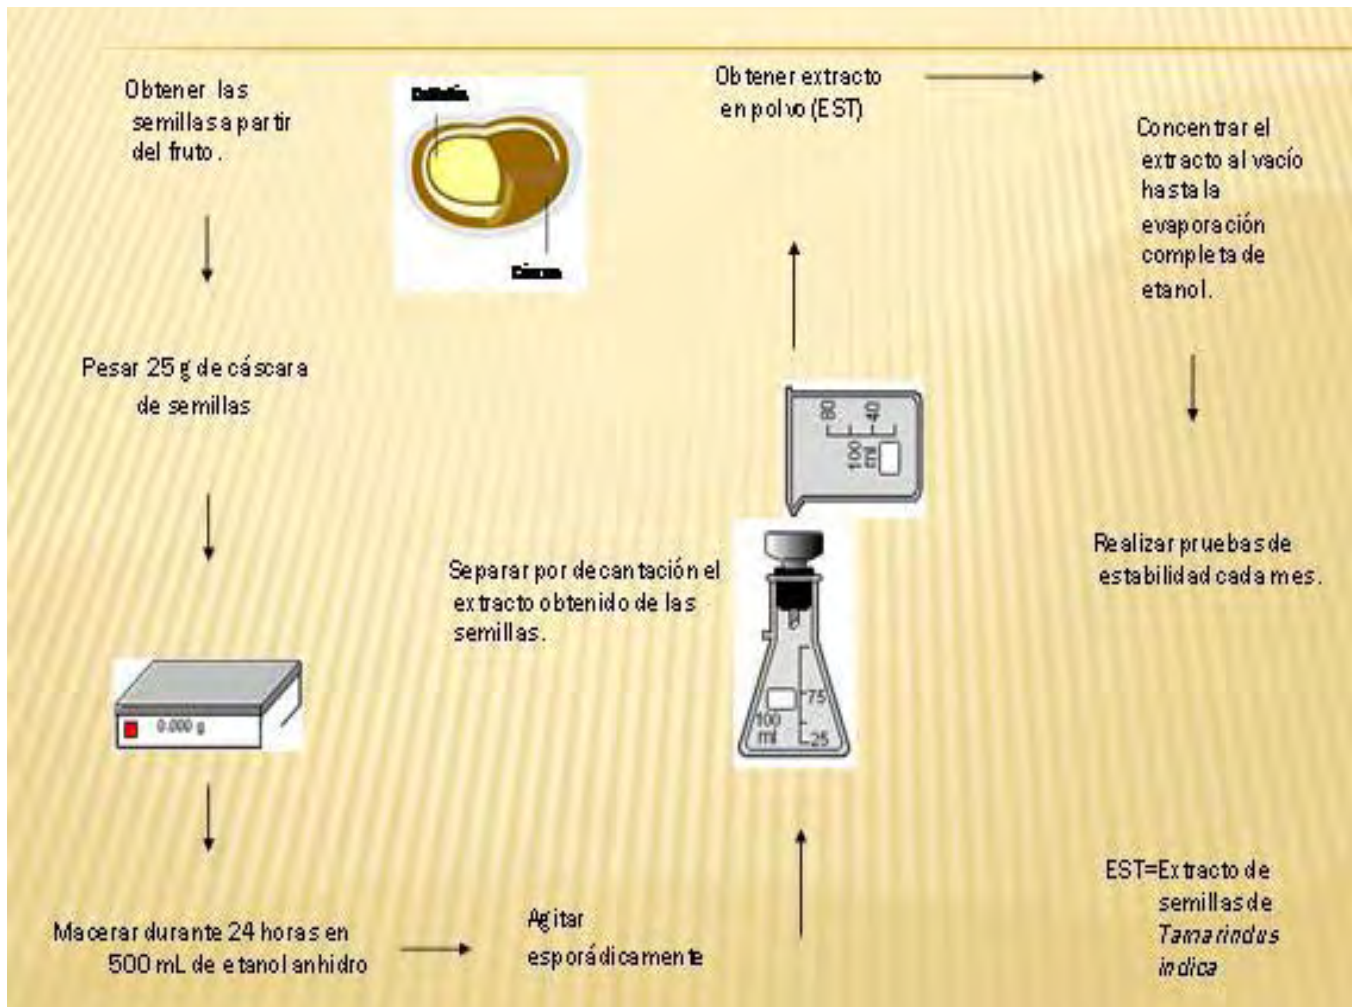 Obtener las
semillas a partir
del fruto.
Pesar 25 g de cáscara
de semillas
0.000 g
Macerar durante 24 horas en
500 mL de etanol anhidro
Agitar
esporádicamente
Separar por decantación el
extracto obtenido de las
semillas.
80
40
100
ml
75
100
ml
25
Obtener extracto
en polvo (EST)
Concentrar el
extracto al vacío
hasta la
evaporación
completa de
etanol.
Realizar pruebas de
estabilidad cada mes.
EST=Extracto de
semillas de
Tamarindus
indica